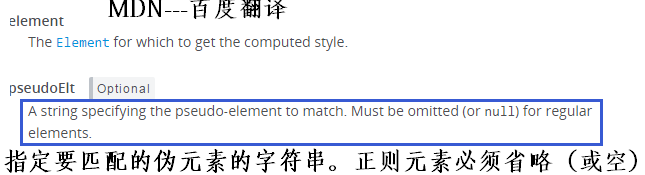 MDN---百度翻译
element
The Element for which to get the computed style.
pseudoElt Optional
A string specifying the pseudo-element to match. Must be omitted (or null) for regular
elements.
指定要匹配的伪元素的字符串。正则元素必须省略（或空）